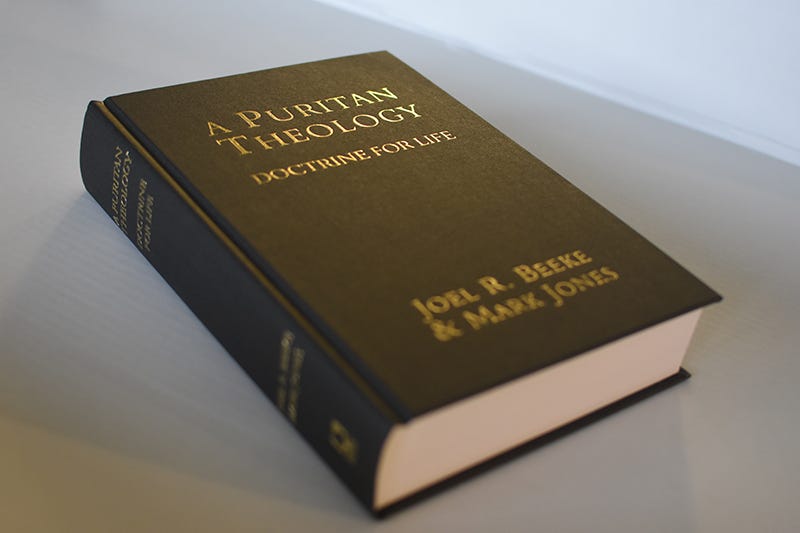 A PURITAN
THEOLOGY
DOCTRINE FOR LIFE
JOEL R. BEEKE
& MARK JONES
A PURITAN
THEOLOGY
DOCTRINE
FOR LIFE